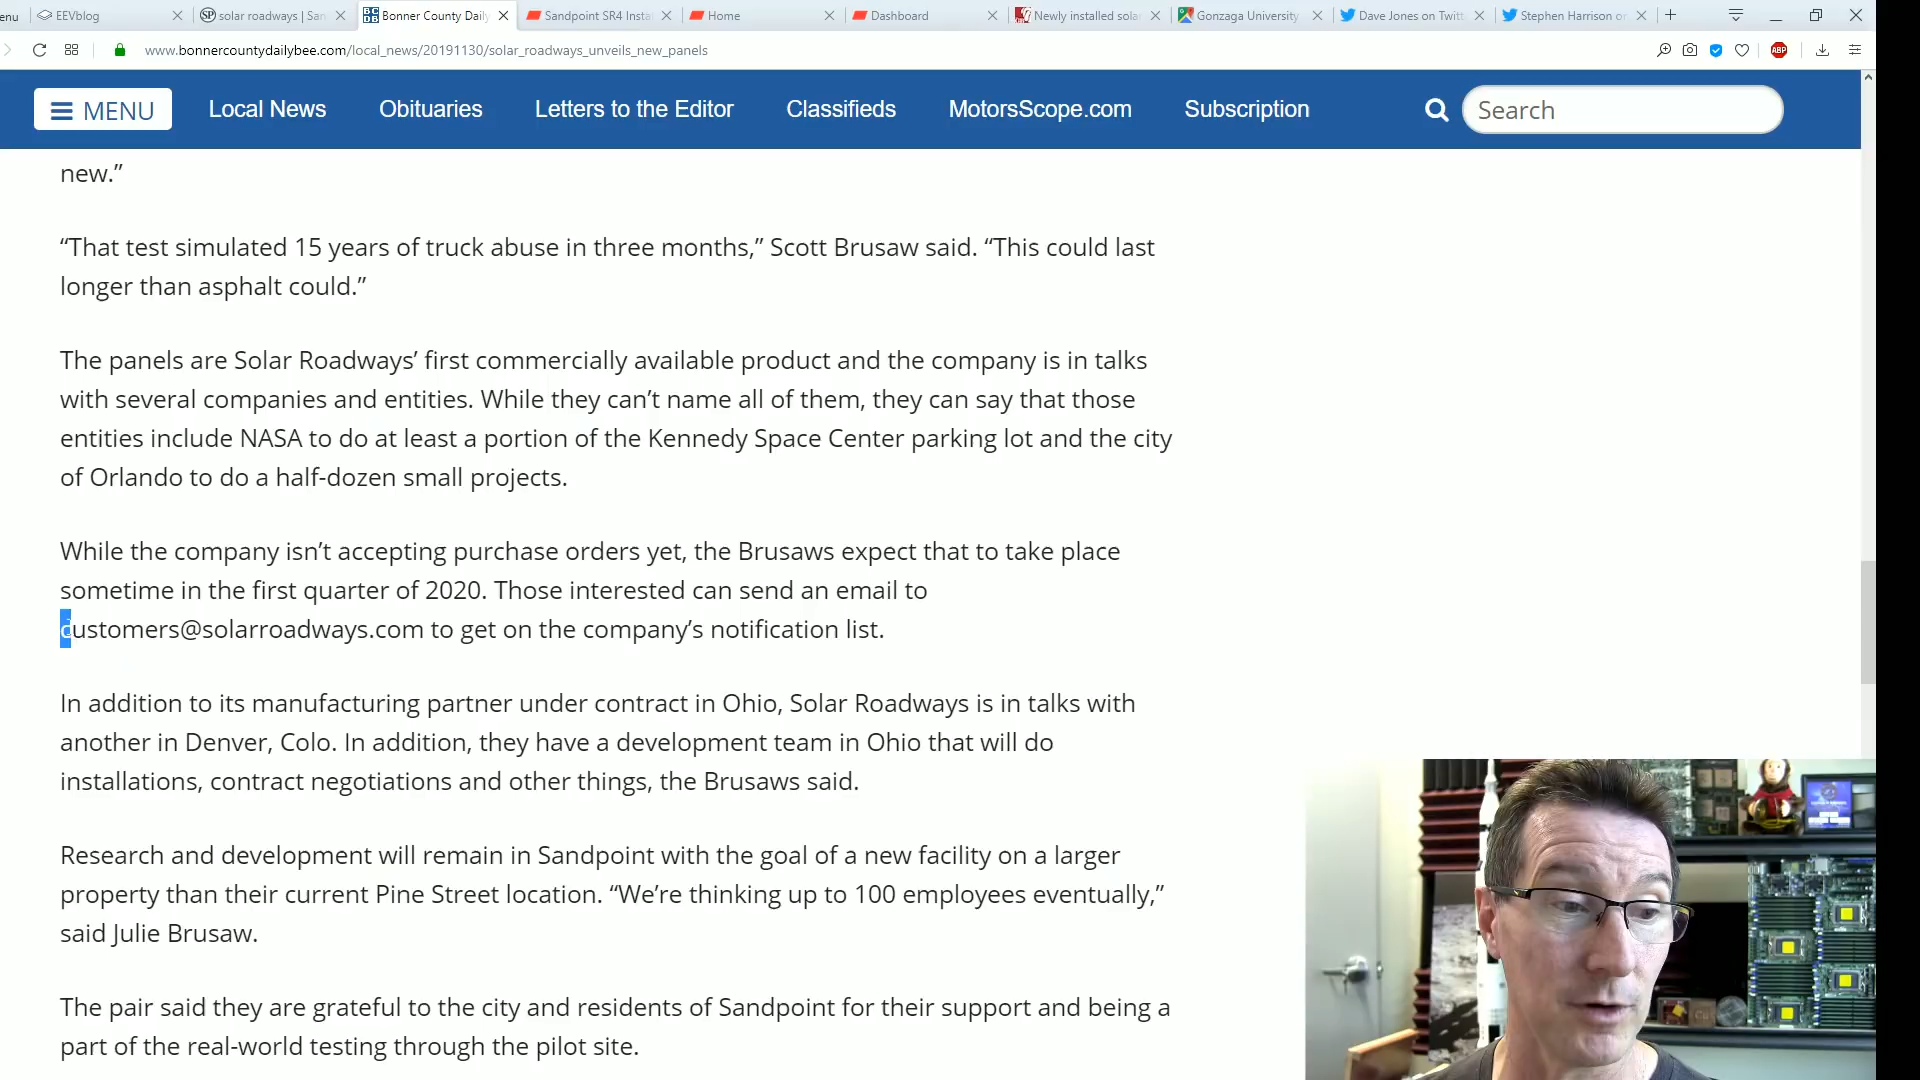 enu
EEVblog
solar roadways | San
Bonner County Daily
Sandpoint SR4 Insta
Home
Dashboard
Newly installed sola
Gonzaga University
Dave Jones on Twitt
Stephen Harrison on
www.bonnercountydailybee.com/local_news/20191130/solar_roadways_unveils_new_panels
ABP
MENU
Local News
Obituaries
Letters to the Editor
Classifieds
MotorsScope.com
Subscription
Search
new.”
“That test simulated 15 years of truck abuse in three months,” Scott Brusaw said. “This could last
longer than asphalt could.”
The panels are Solar Roadways’ first commercially available product and the company is in talks
with several companies and entities. While they can’t name all of them, they can say that those
entities include NASA to do at least a portion of the Kennedy Space Center parking lot and the city
of Orlando to do a half-dozen small projects.
While the company isn’t accepting purchase orders yet, the Brusaws expect that to take place
sometime in the first quarter of 2020. Those interested can send an email to
customers@solarroadways.com to get on the company’s notification list.
In addition to its manufacturing partner under contract in Ohio, Solar Roadways is in talks with
another in Denver, Colo. In addition, they have a development team in Ohio that will do
installations, contract negotiations and other things, the Brusaws said.
Research and development will remain in Sandpoint with the goal of a new facility on a larger
property than their current Pine Street location. “We’re thinking up to 100 employees eventually,”
said Julie Brusaw.
The pair said they are grateful to the city and residents of Sandpoint for their support and being a
part of the real-world testing through the pilot site.